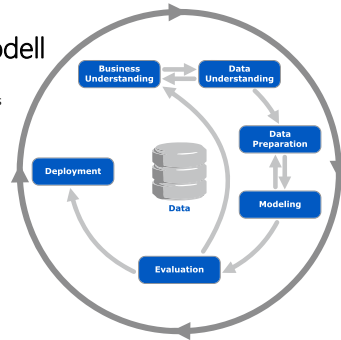 odell
s
Business
Understanding
Data
Understanding
Data
Preparation
Modeling
Deployment
Data
Evaluation